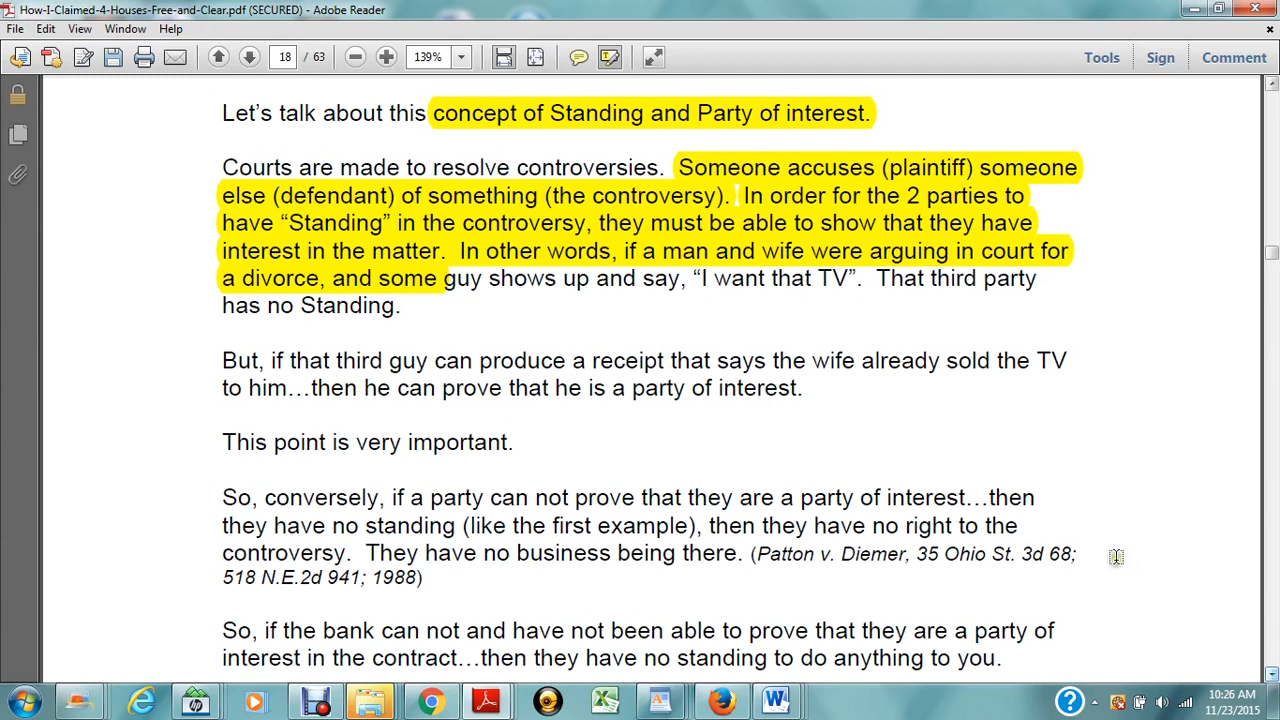 How-I-Claimed-4-Houses-Free-and-Clear.pdf (SECURED) - Adobe Reader
File Edit View Window Help
18 / 63 139% Tools Sign Comment
Let's talk about this concept of Standing and Party of interest.
Courts are made to resolve controversies. Someone accuses (plaintiff) someone
else (defendant) of something (the controversy). In order for the 2 parties to
have “Standing” in the controversy, they must be able to show that they have
interest in the matter. In other words, if a man and wife were arguing in court for
a divorce, and some guy shows up and say, “I want that TV”. That third party
has no Standing.
But, if that third guy can produce a receipt that says the wife already sold the TV
to him…then he can prove that he is a party of interest.
This point is very important.
So, conversely, if a party can not prove that they are a party of interest…then
they have no standing (like the first example), then they have no right to the
controversy. They have no business being there. (Patton v. Diemer, 35 Ohio St. 3d 68;
518 N.E.2d 941; 1988)
So, if the bank can not and have not been able to prove that they are a party of
interest in the contract…then they have no standing to do anything to you.
10:26 AM
11/23/2015